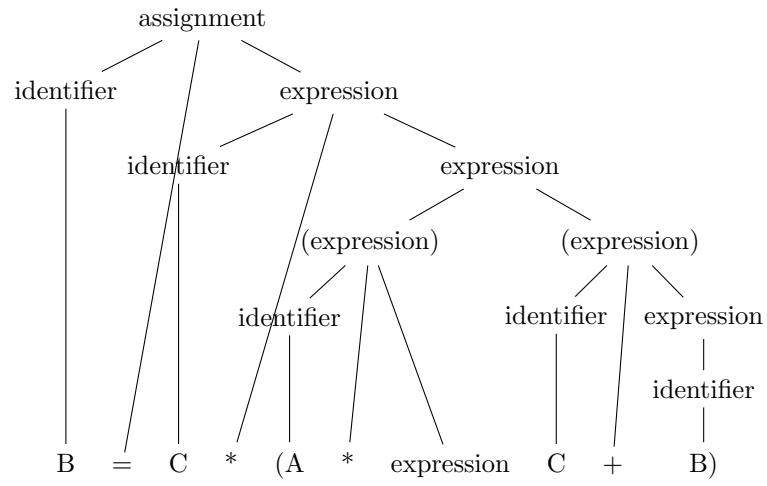 assignment
identifier expression
identifier expression
(expression) (expression)
identifier identifier expression
identifier
B = C * (A * expression C + B)